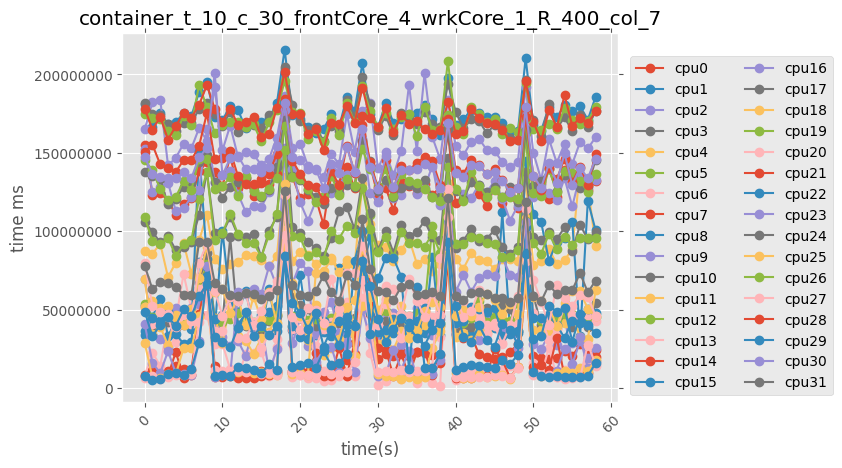 container_t_10_c_30_frontCore_4_wrkCore_1_R_400_col_7
time ms
200000000
150000000
100000000
50000000
0
0
10
20
30
40
50
60
time(s)
cpu0
cpu1
cpu2
cpu3
cpu4
cpu5
cpu6
cpu7
cpu8
cpu9
cpu10
cpu11
cpu12
cpu13
cpu14
cpu15
cpu16
cpu17
cpu18
cpu19
cpu20
cpu21
cpu22
cpu23
cpu24
cpu25
cpu26
cpu27
cpu28
cpu29
cpu30
cpu31